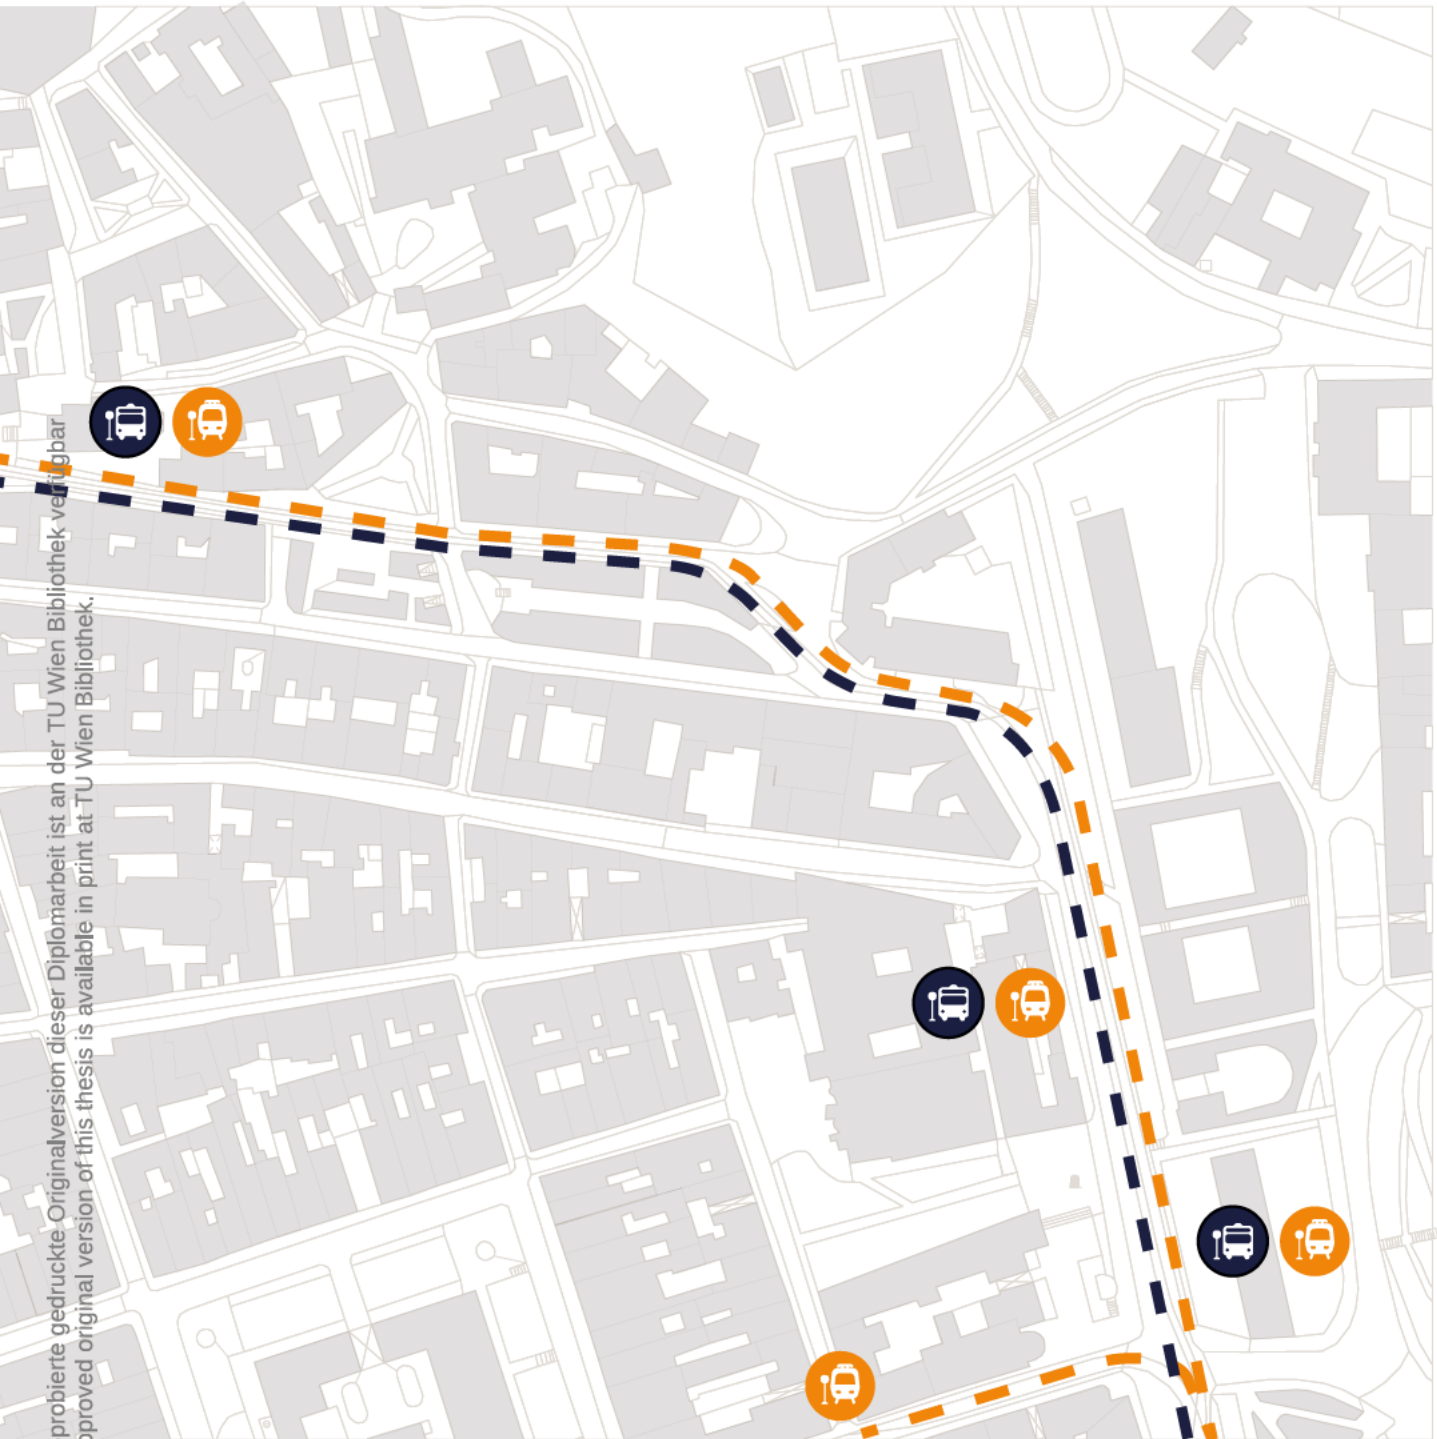 probierte gedruckte Originalversion dieser Diplomarbeit ist an der TU Wien Bibliothek verfügbar
pproved original version of this thesis is available in print at TU Wien Bibliothek.